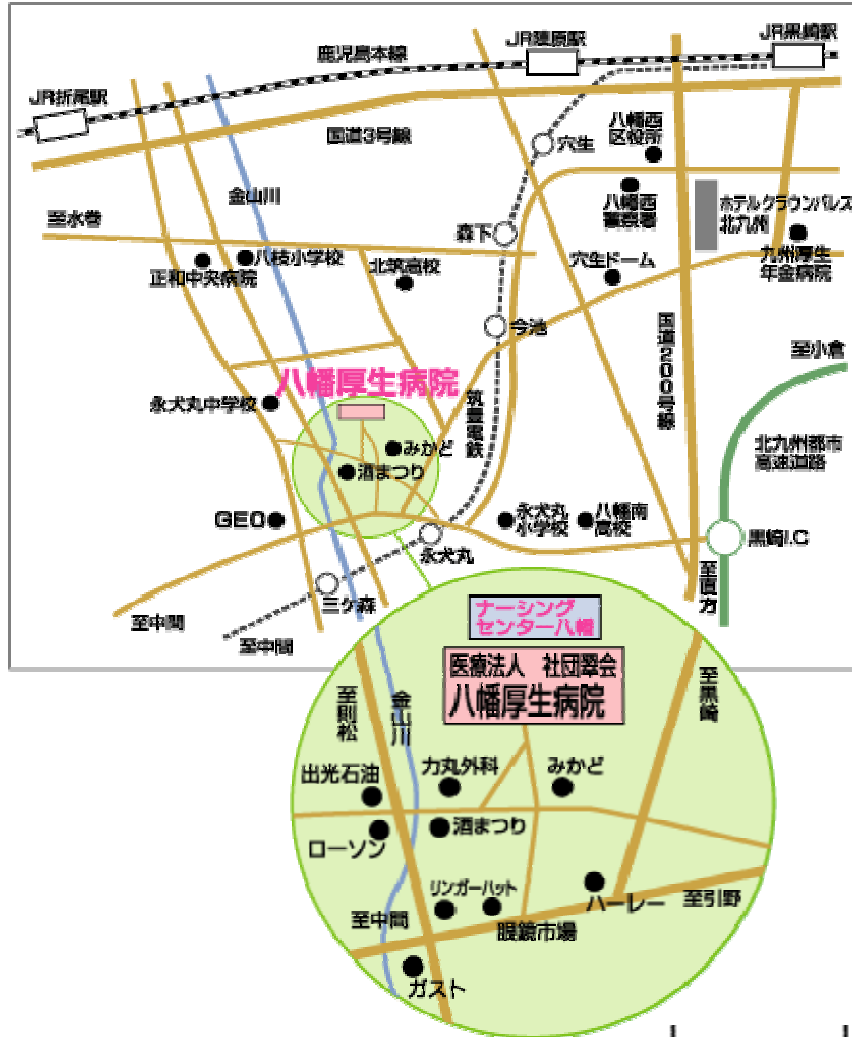 JR黒崎駅
JR陣原駅
鹿児島本線
JR折尾駅
国道3号線
穴生
八幡西
区役所
金山川
至水巻
八幡西
警察署
ホテルクラウンパレス
北九州
森下
正和中央病院
八枝小学校
北筑高校
穴生ドーム
九州厚生
年金病院
今池
国道200号線
至小倉
八幡厚生病院
永犬丸中学校
筑豊電鉄
北九州都市
高速道路
みかど
酒まつり
GEO
永犬丸
小学校
八幡南
高校
黒崎I.C
永犬丸
三ケ森
至中間
至中間
至直方
ナーシング
センター八幡
医療法人 社団翠会
八幡厚生病院
至則松
金山川
至黒崎
出光石油
力丸外科
みかど
ローソン
酒まつり
リンガーハット
ハーレー
至引野
至中間
眼鏡市場
ガスト